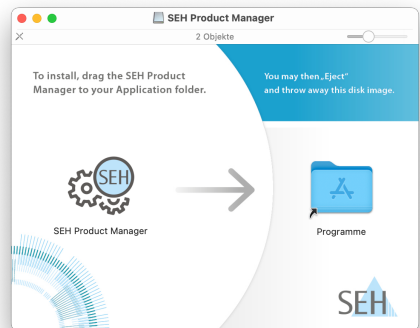 SEH Product Manager
2 Objekte
To install, drag the SEH Product
Manager to your Application folder.
You may then „Eject“
and throw away this disk image.
SEH
SEH Product Manager
Programme
SEH